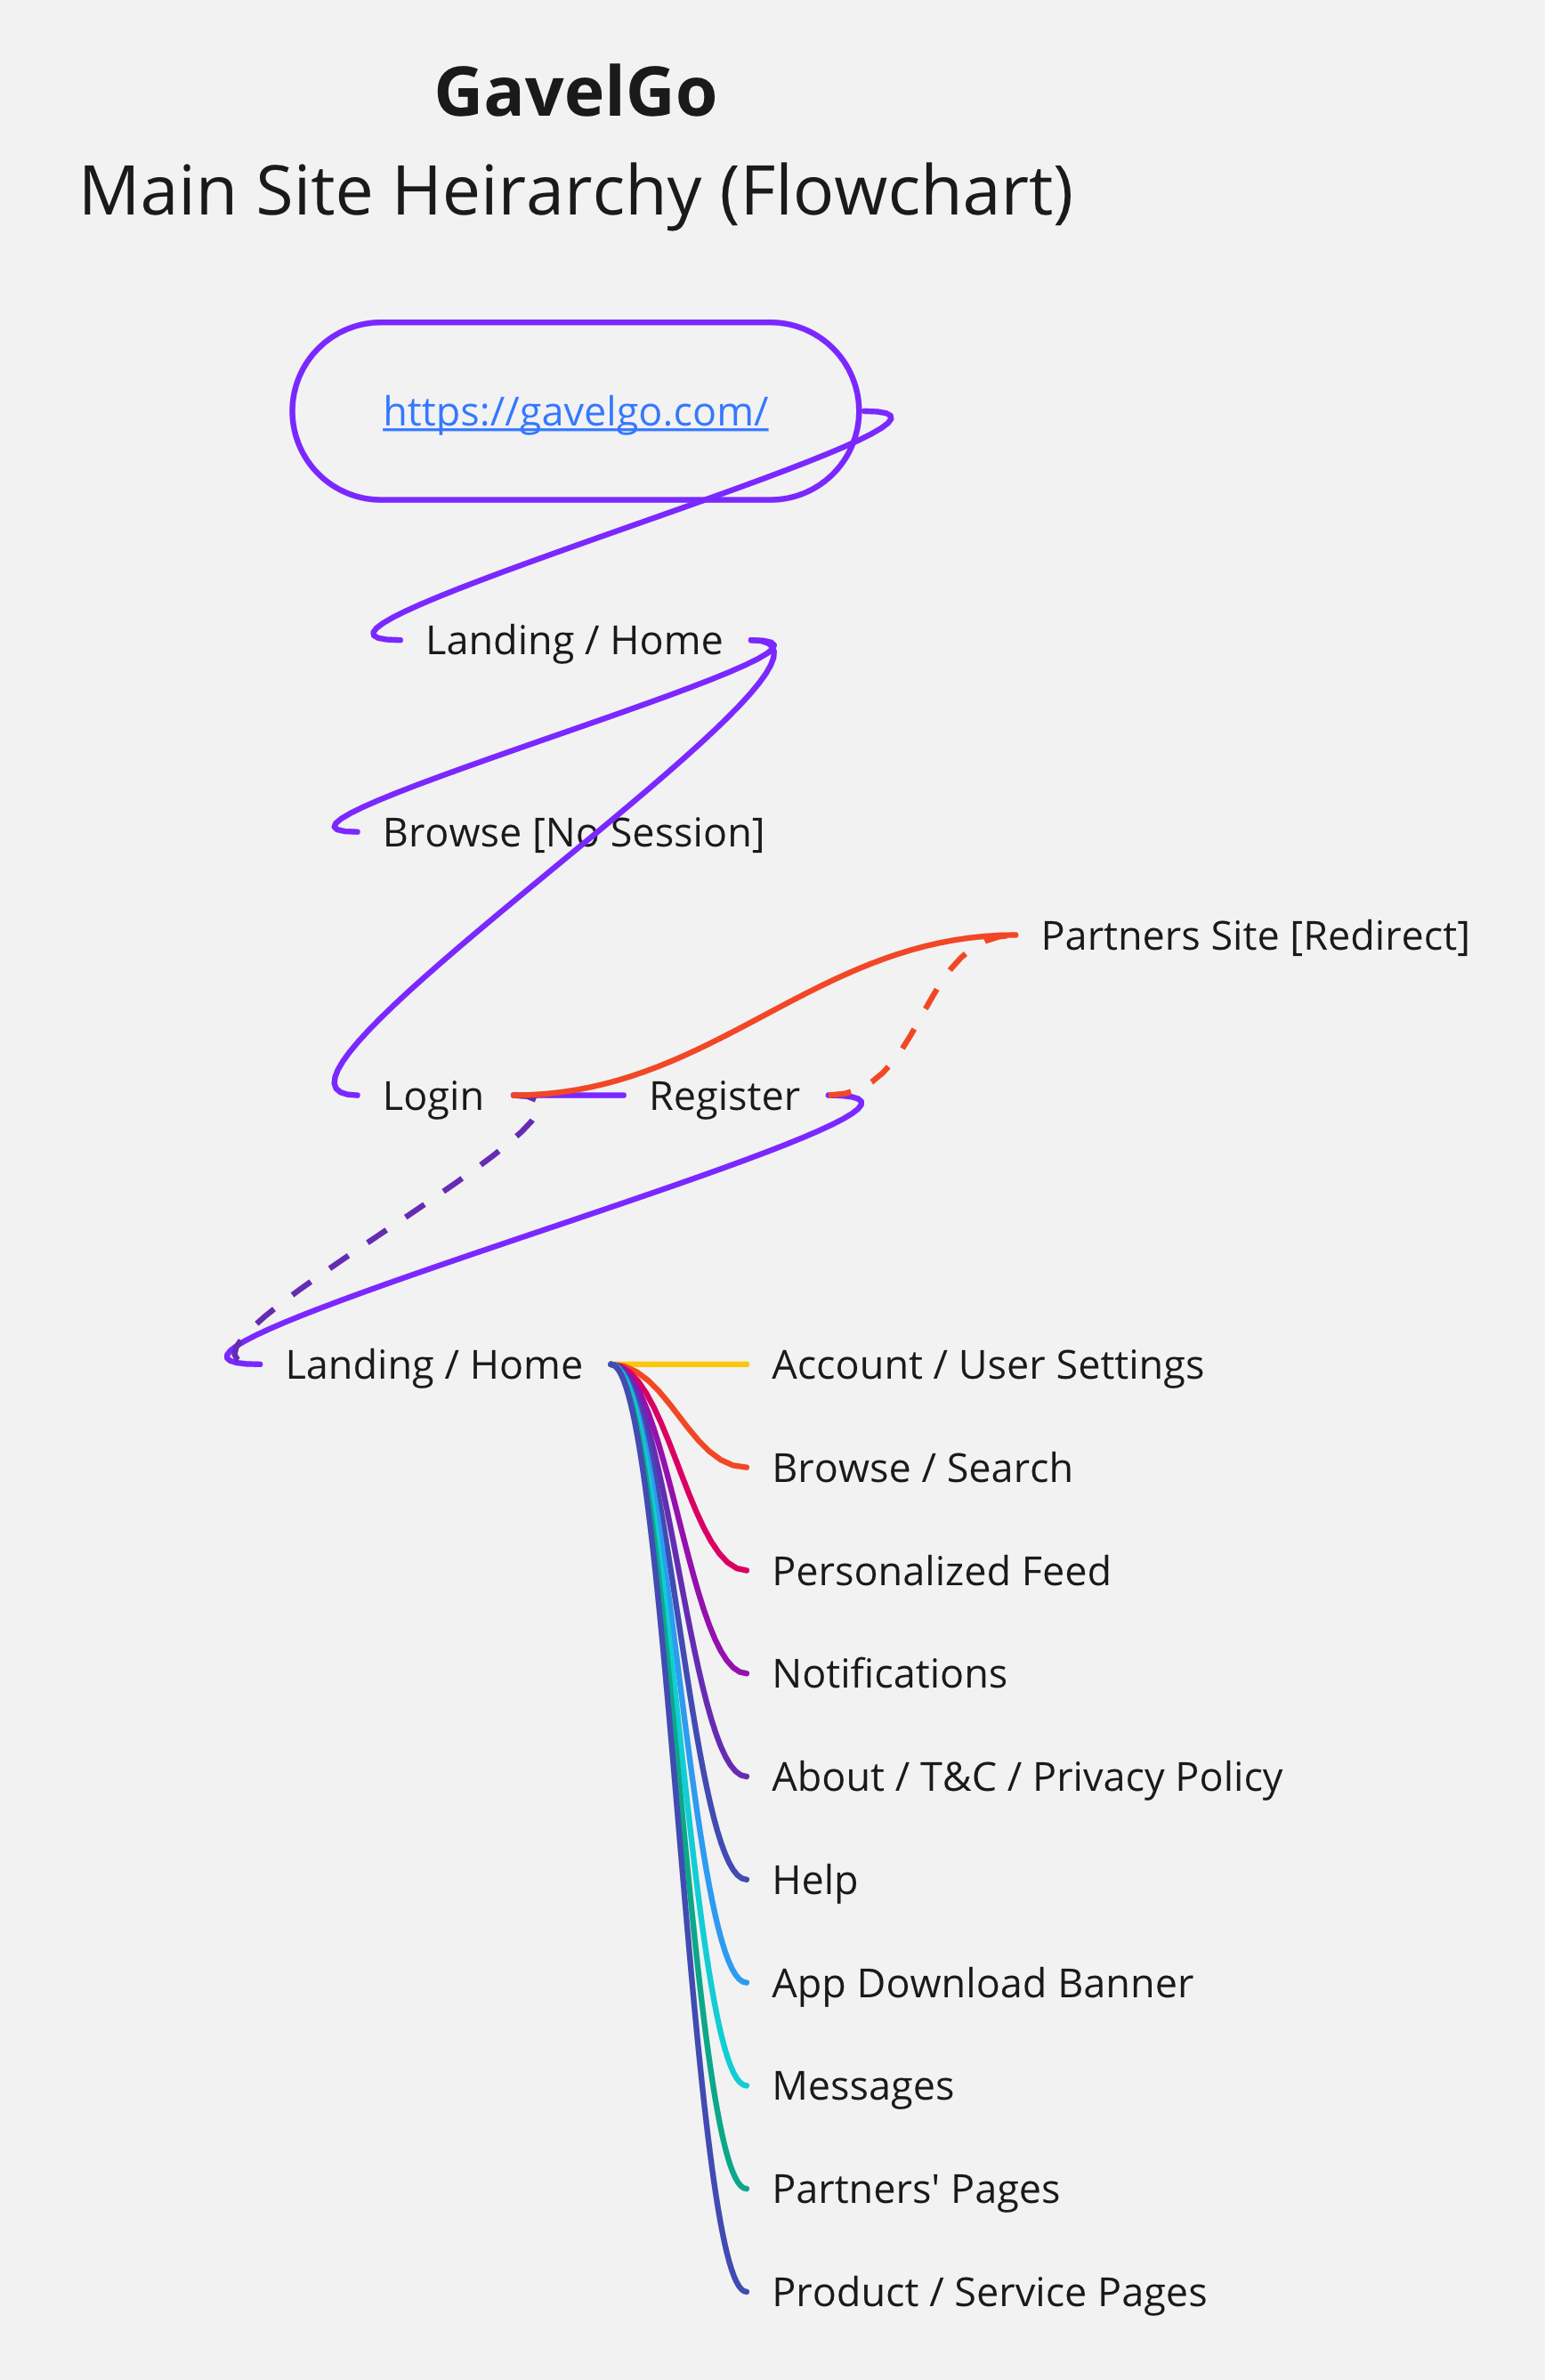 GavelGo
Main Site Heirarchy (Flowchart)
https://gavelgo.com/
Landing / Home
Browse [No Session]
Partners Site [Redirect]
Login
Register
Landing / Home
Account / User Settings
Browse / Search
Personalized Feed
Notifications
About / T&C / Privacy Policy
Help
App Download Banner
Messages
Partners' Pages
Product / Service Pages